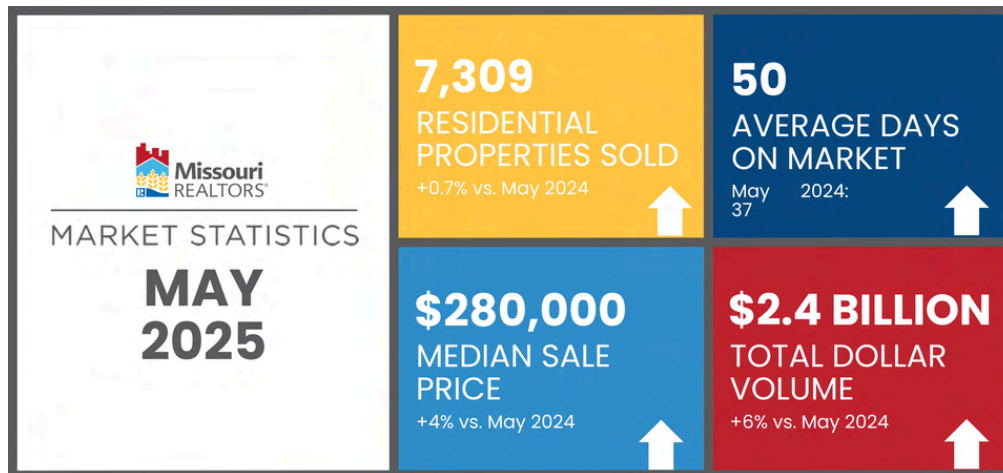 Missouri
REALTORS®
MARKET STATISTICS
MAY
2025
7,309
RESIDENTIAL
PROPERTIES SOLD
+0.7% vs. May 2024
50
AVERAGE DAYS
ON MARKET
May 2024:
37
$280,000
MEDIAN SALE
PRICE
+4% vs. May 2024
$2.4 BILLION
TOTAL DOLLAR
VOLUME
+6% vs. May 2024